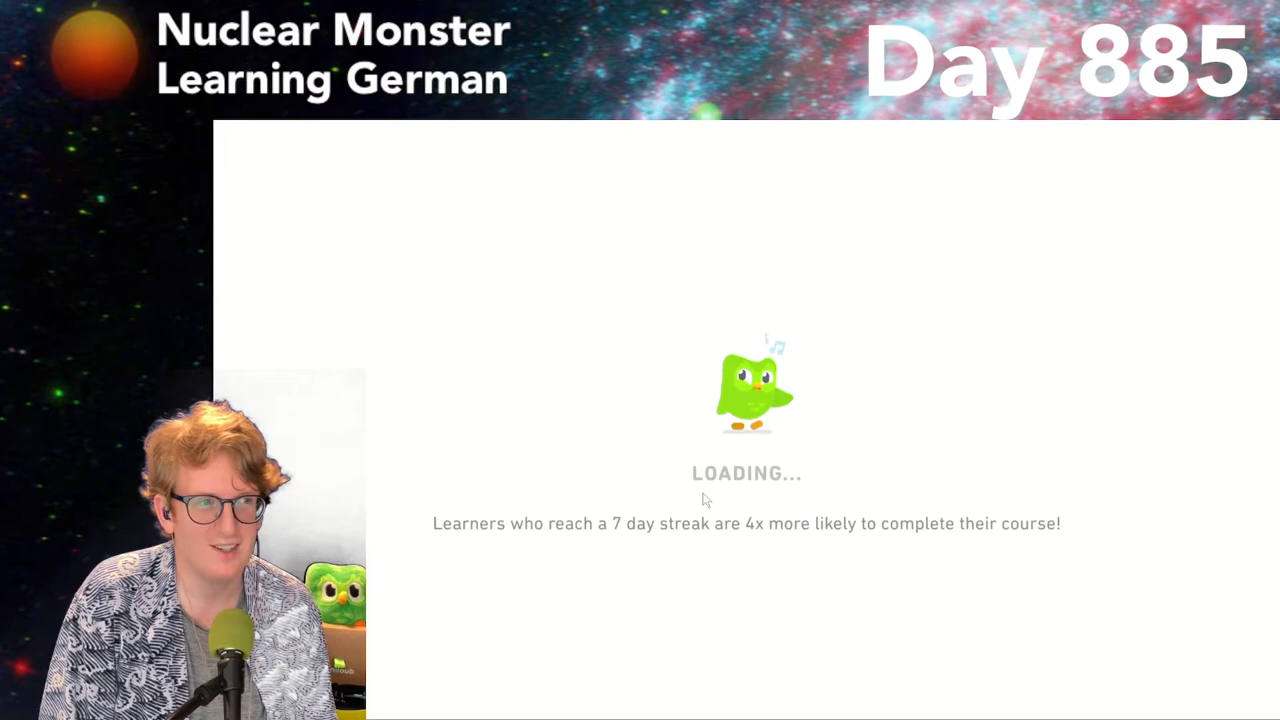 Nuclear Monster
Learning German
Day 885
LOADING...
Learners who reach a 7 day streak are 4x more likely to complete their course!